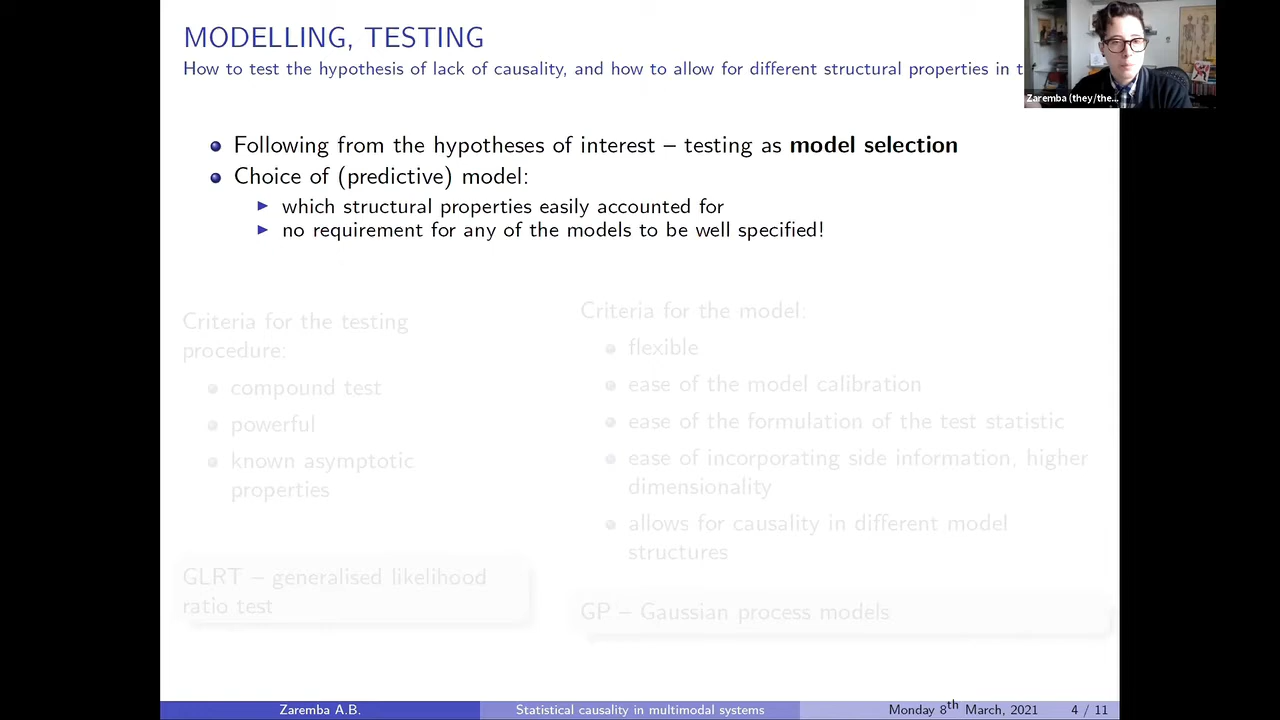 MODELLING, TESTING
How to test the hypothesis of lack of causality, and how to allow for different structural properties in t
Zaremba (they/the...
Following from the hypotheses of interest – testing as model selection
Choice of (predictive) model:
which structural properties easily accounted for
no requirement for any of the models to be well specified!
Criteria for the testing
procedure:
compound test
powerful
known asymptotic
properties
GLRT – generalised likelihood
ratio test
Criteria for the model:
flexible
ease of the model calibration
ease of the formulation of the test statistic
ease of incorporating side information, higher
dimensionality
allows for causality in different model
structures
GP – Gaussian process models
Zaremba A.B.
Statistical causality in multimodal systems
Monday 8th March, 2021
4 / 11